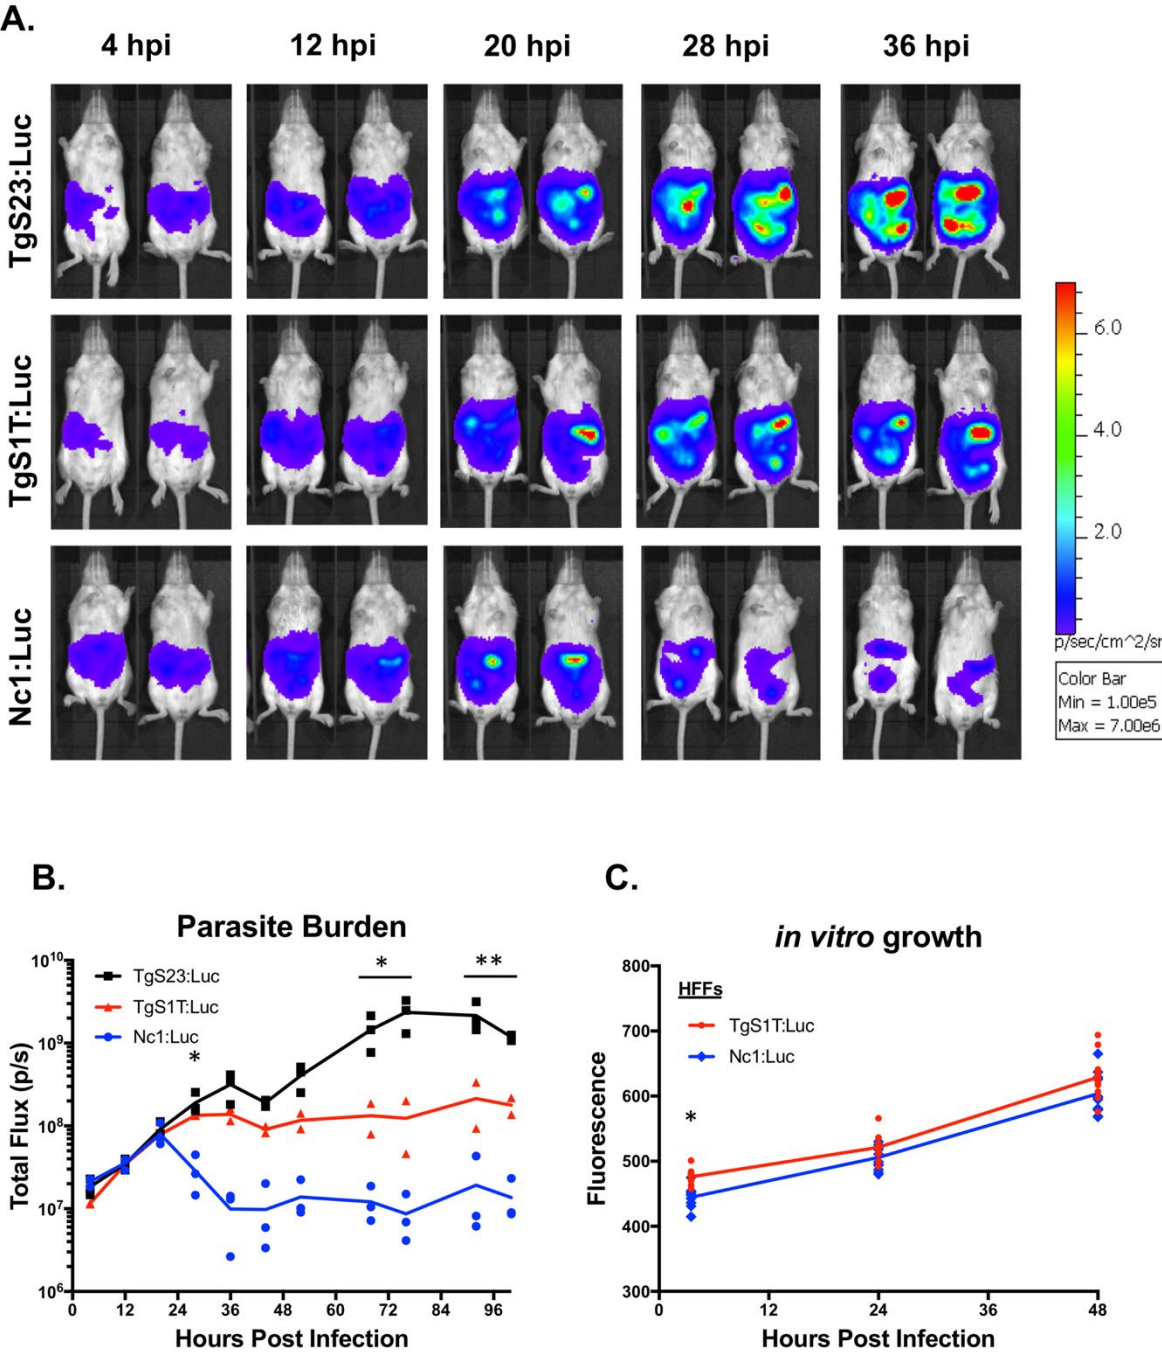 A.
4 hpi 12 hpi 20 hpi 28 hpi 36 hpi
TgS23:Luc
TgS1T:Luc
Nc1:Luc
6.0
4.0
2.0
p/sec/cm^2/sr
Color Bar
Min = 1.00e5
Max = 7.00e6
B.
Parasite Burden
10^10
10^9
10^8
10^7
10^6
Total Flux (p/s)
TgS23:Luc
TgS1T:Luc
Nc1:Luc
*
*
**
0 12 24 36 48 60 72 84 96
Hours Post Infection
C.
in vitro growth
800
700
600
500
400
300
Fluorescence
HFFs
TgS1T:Luc
Nc1:Luc
*
0 12 24 36 48
Hours Post Infection